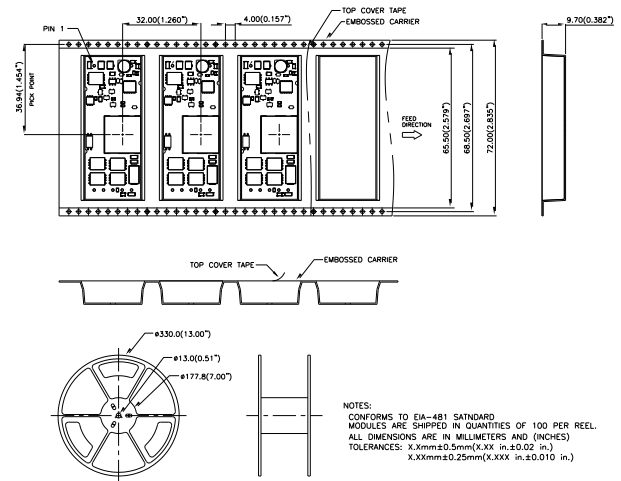 32.00(1.260")
4.00(0.157")
TOP COVER TAPE
EMBOSSED CARRIER
9.70(0.382")
PIN 1
36.94(1.454")
PICK POINT
FEED
DIRECTION
65.50(2.579")
68.50(2.697")
72.00(2.835")
TOP COVER TAPE
EMBOSSED CARRIER
ø330.0(13.00")
ø13.0(0.51")
ø177.8(7.00")
NOTES:
CONFORMS TO EIA-481 SATNDARD
MODULES ARE SHIPPED IN QUANTITIES OF 100 PER REEL.
ALL DIMENSIONS ARE IN MILLIMETERS AND (INCHES)
TOLERANCES: X.Xmm±0.5mm(X.XX in.±0.02 in.)
X.XXmm±0.25mm(X.XXX in.±0.010 in.)